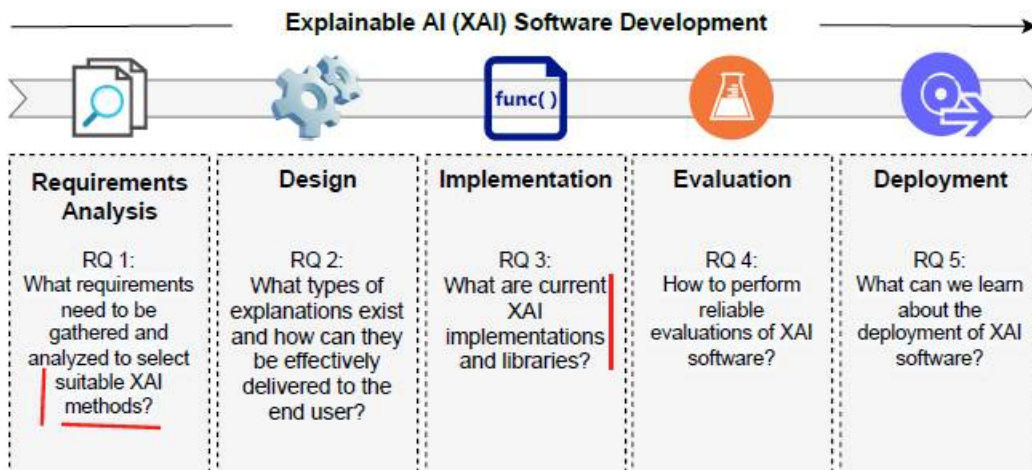 Explainable AI (XAI) Software Development
func()
Requirements
Analysis
RQ 1:
What requirements
need to be
gathered and
analyzed to select
suitable XAI
methods?
Design
RQ 2:
What types of
explanations exist
and how can they
be effectively
delivered to the
end user?
Implementation
RQ 3:
What are current
XAI
implementations
and libraries?
Evaluation
RQ 4:
How to perform
reliable
evaluations of XAI
software?
Deployment
RQ 5:
What can we learn
about the
deployment of XAI
software?